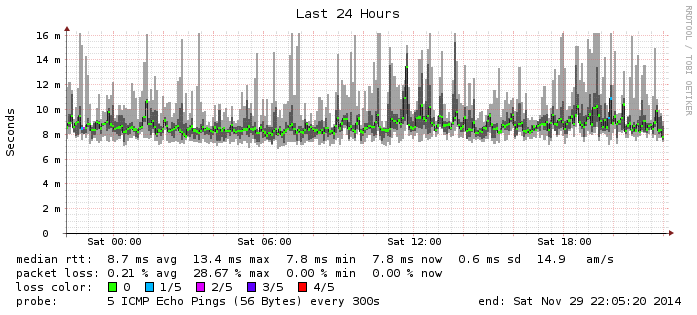 Last 24 Hours
RRDTOOL / TOBI OETIKER
Seconds
16 m
14 m
12 m
10 m
8 m
6 m
4 m
2 m
0
Sat 00:00 Sat 06:00 Sat 12:00 Sat 18:00
median rtt: 8.7 ms avg 13.4 ms max 7.8 ms min 7.8 ms now 0.6 ms sd 14.9 am/s
packet loss: 0.21 % avg 28.67 % max 0.00 % min 0.00 % now
loss color: 0 1/5 2/5 3/5 4/5
probe: 5 ICMP Echo Pings (56 Bytes) every 300s end: Sat Nov 29 22:05:20 2014